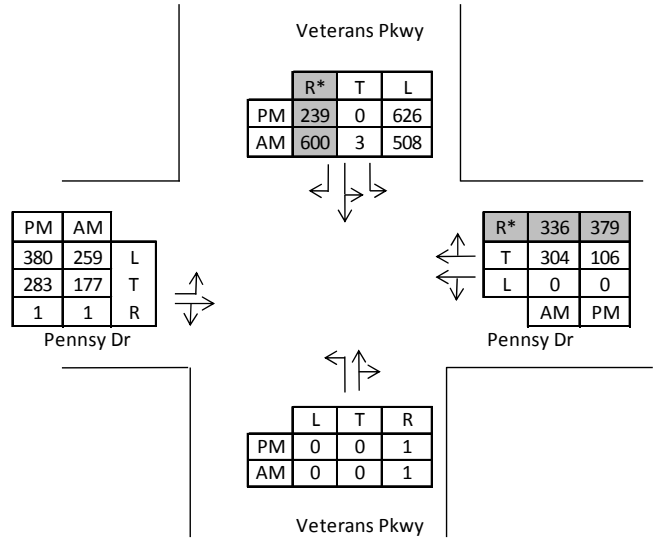 Veterans Pkwy
R* T L
PM 239 0 626
AM 600 3 508
PM AM
380 259 L
283 177 T
1 1 R
Pennsy Dr
R* 336 379
T 304 106
L 0 0
AM PM
Pennsy Dr
L T R
PM 0 0 1
AM 0 0 1
Veterans Pkwy